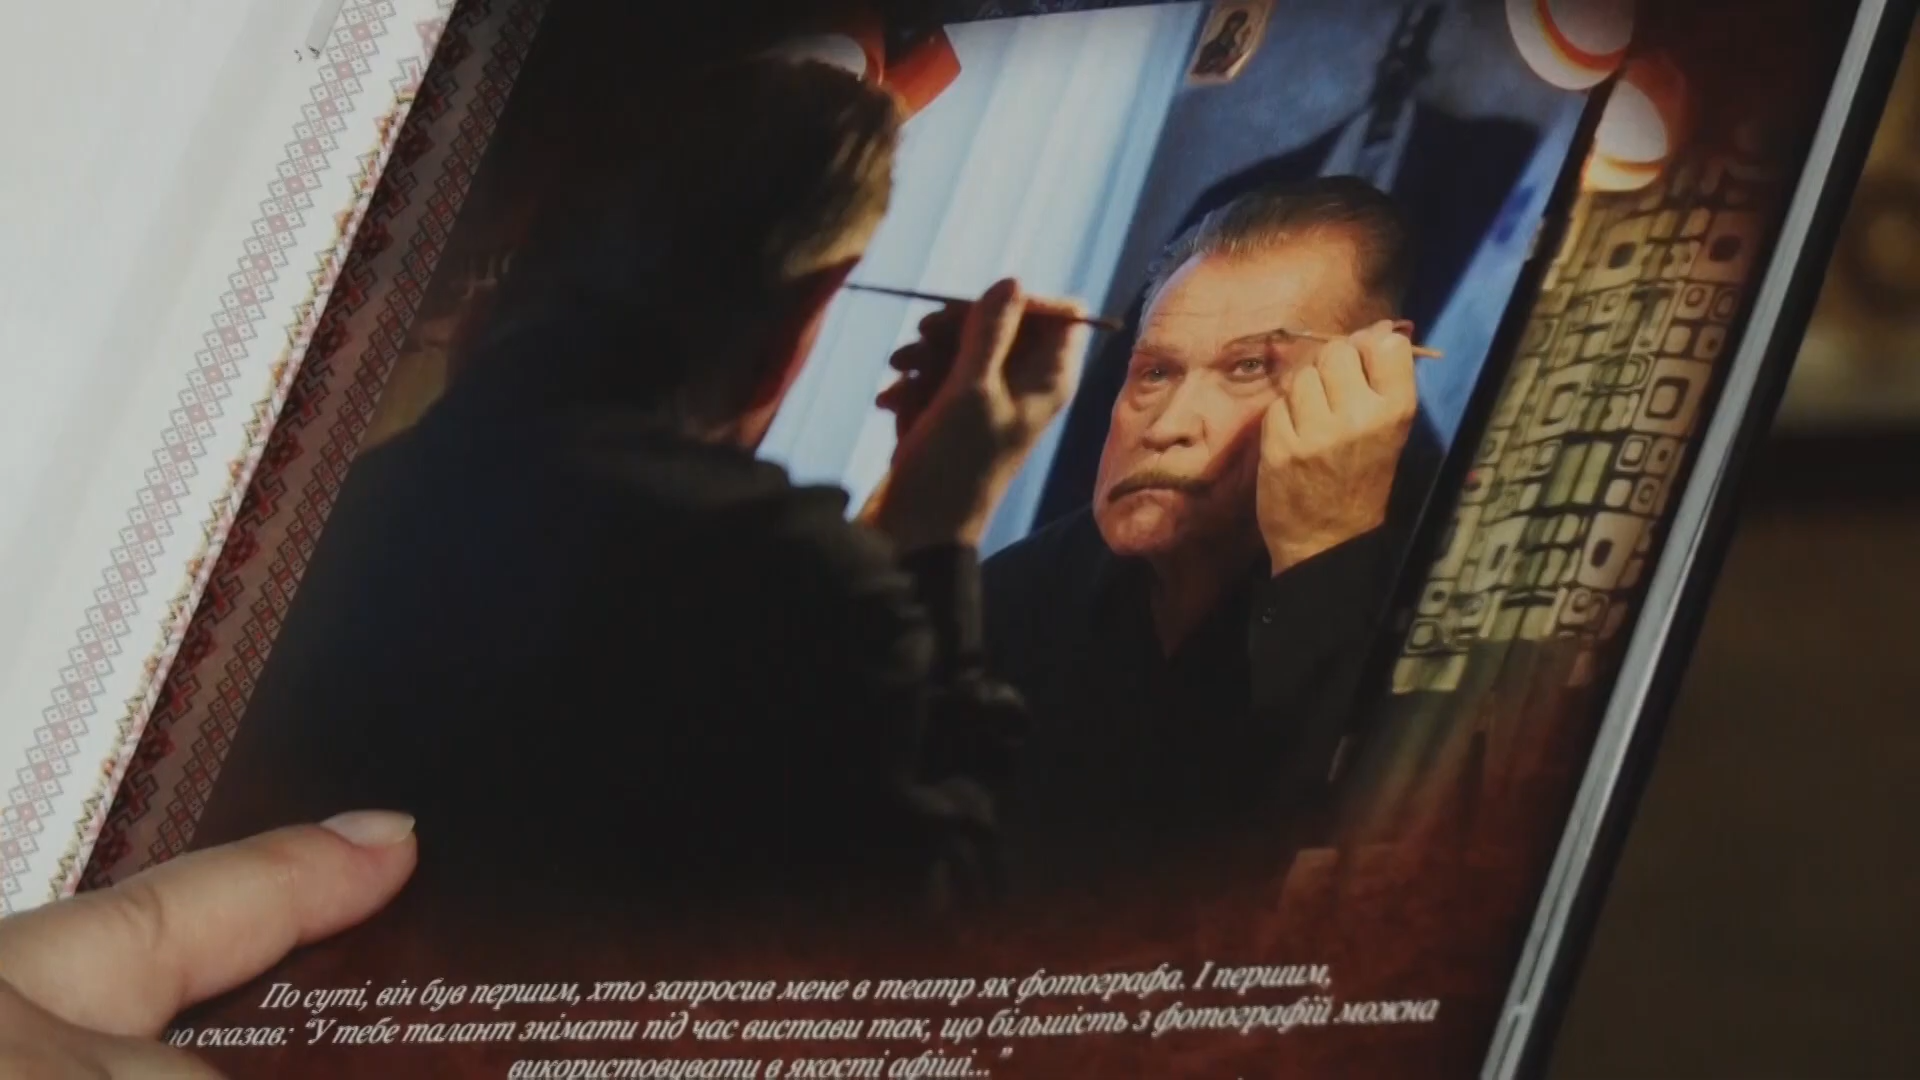 По суті, він був першим, хто запросив мене в театр як фотографа. І першим,
сказав: “У тебе талант знімати під час вистави так, що більшість з фотографій можна
використовувати в якості афіші...”